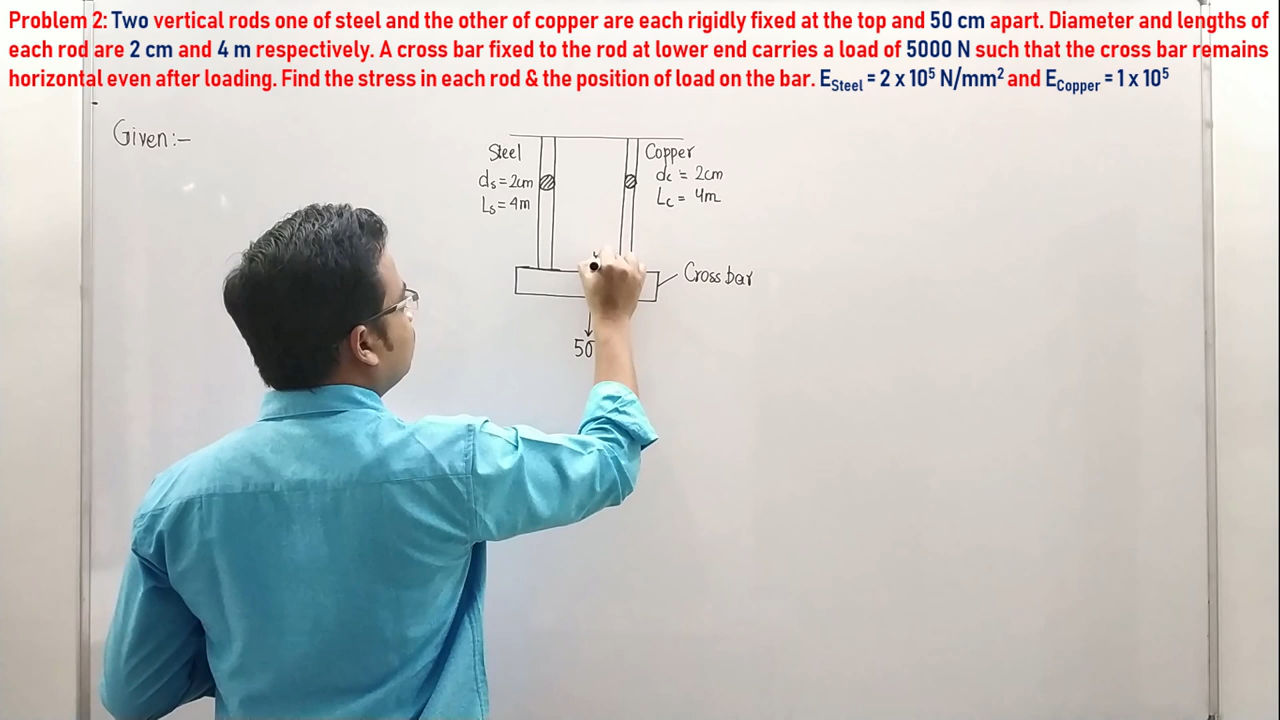 Problem 2: Two vertical rods one of steel and the other of copper are each rigidly fixed at the top and 50 cm apart. Diameter and lengths of
each rod are 2 cm and 4 m respectively. A cross bar fixed to the rod at lower end carries a load of 5000 N such that the cross bar remains
horizontal even after loading. Find the stress in each rod & the position of load on the bar. E_Steel = 2 x 10⁵ N/mm² and E_Copper = 1 x 10⁵
Given:-
Steel
ds = 2cm
Ls = 4m
Copper
dc = 2cm
Lc = 4m
Cross bar
50